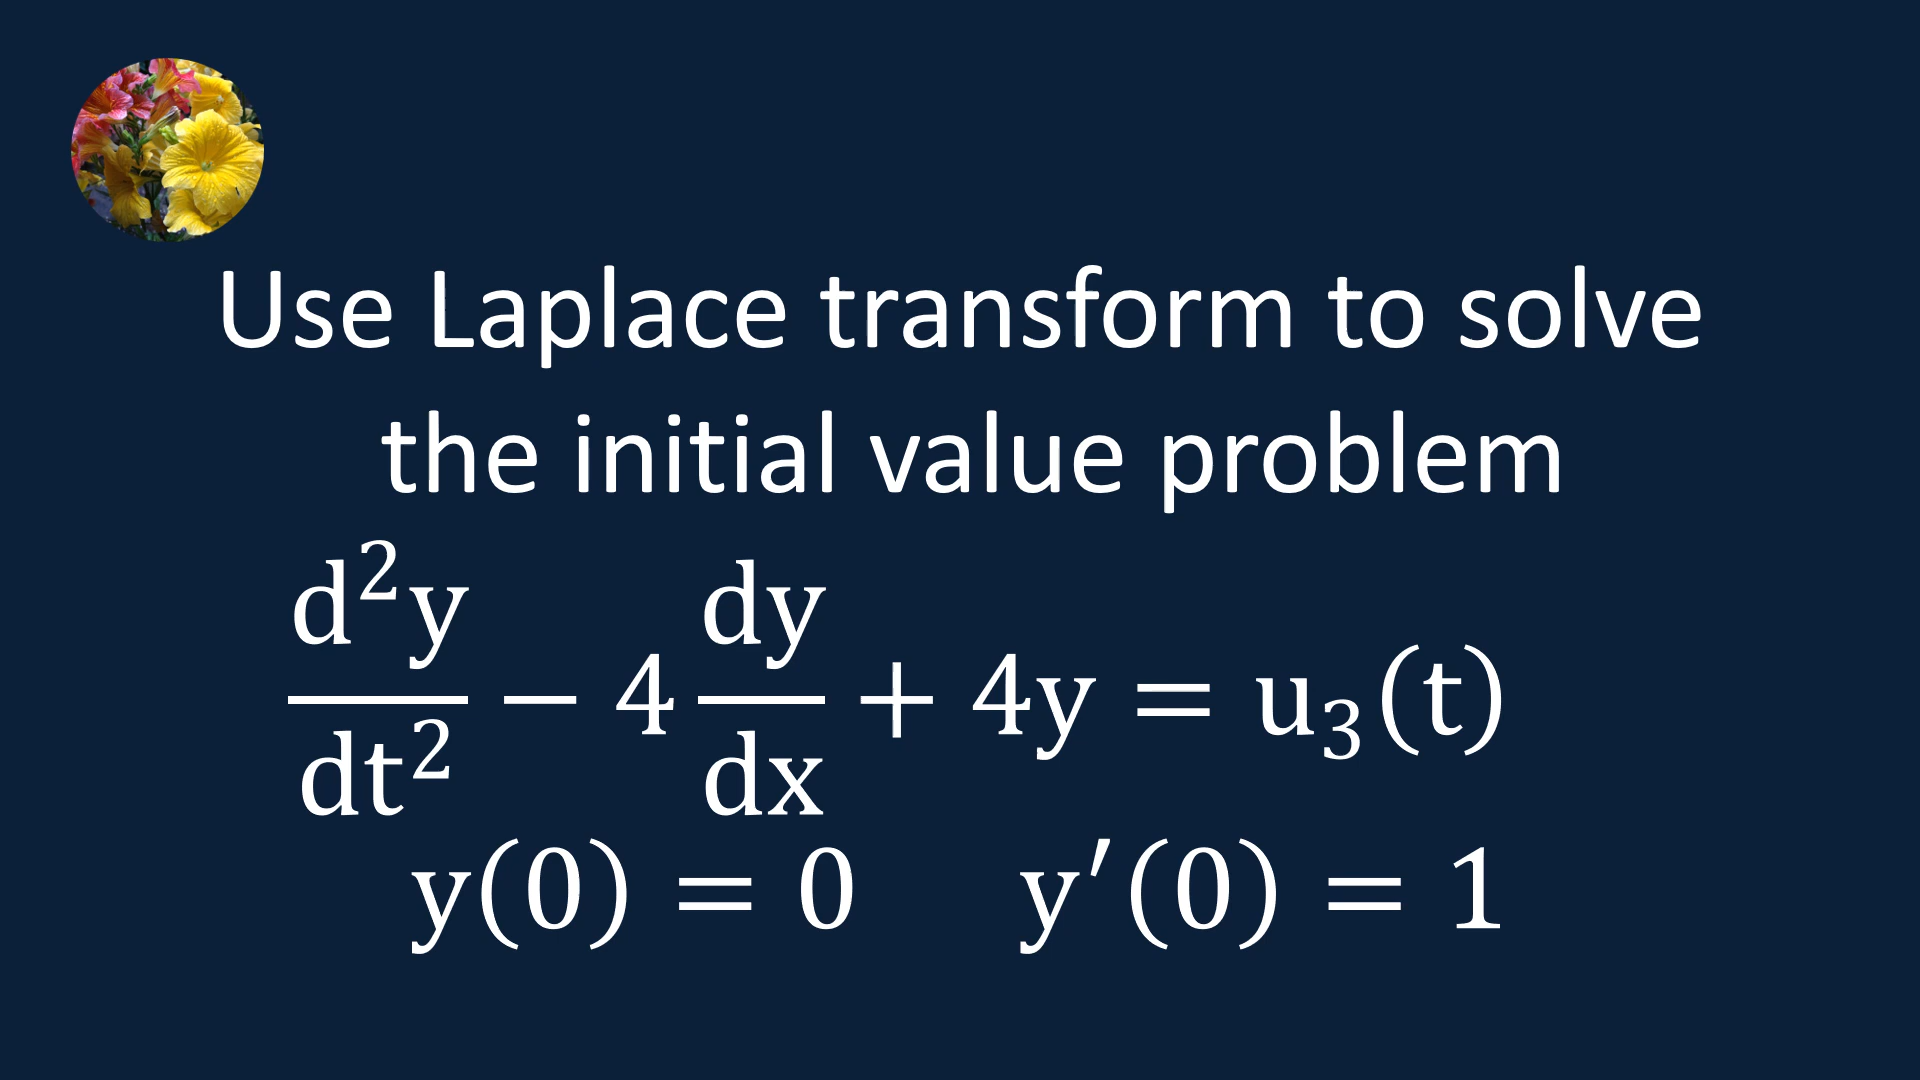 Use Laplace transform to solve
the initial value problem
d²y/dt² − 4 dy/dx + 4y = u₃(t)
y(0) = 0    y′(0) = 1